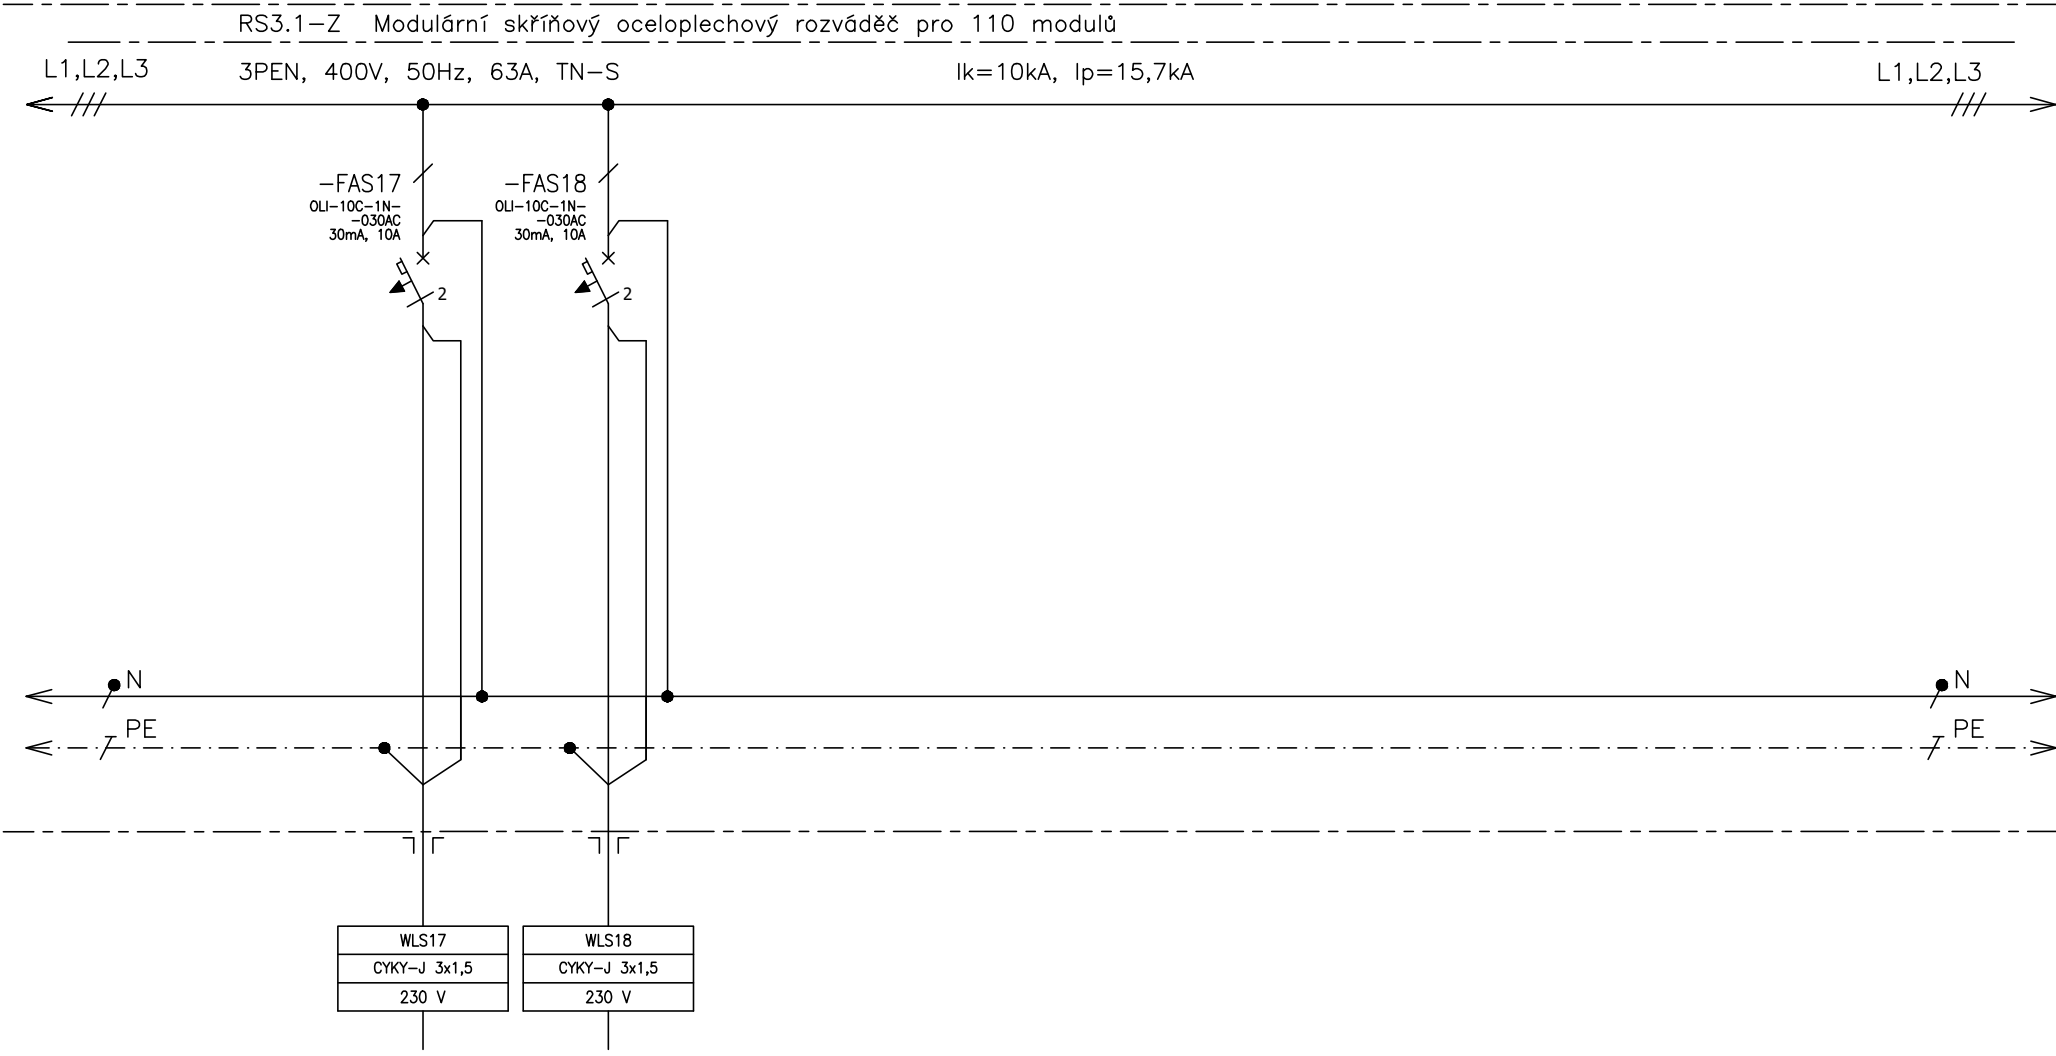 RS3.1-Z Modulární skříňový oceloplechový rozváděč pro 110 modulů
L1,L2,L3 3PEN, 400V, 50Hz, 63A, TN-S Ik=10kA, Ip=15,7kA L1,L2,L3
-FAS17
OLI-10C-1N-
-030AC
30mA, 10A
2
-FAS18
OLI-10C-1N-
-030AC
30mA, 10A
2
N N
PE PE
WLS17
CYKY-J 3x1,5
230 V
WLS18
CYKY-J 3x1,5
230 V